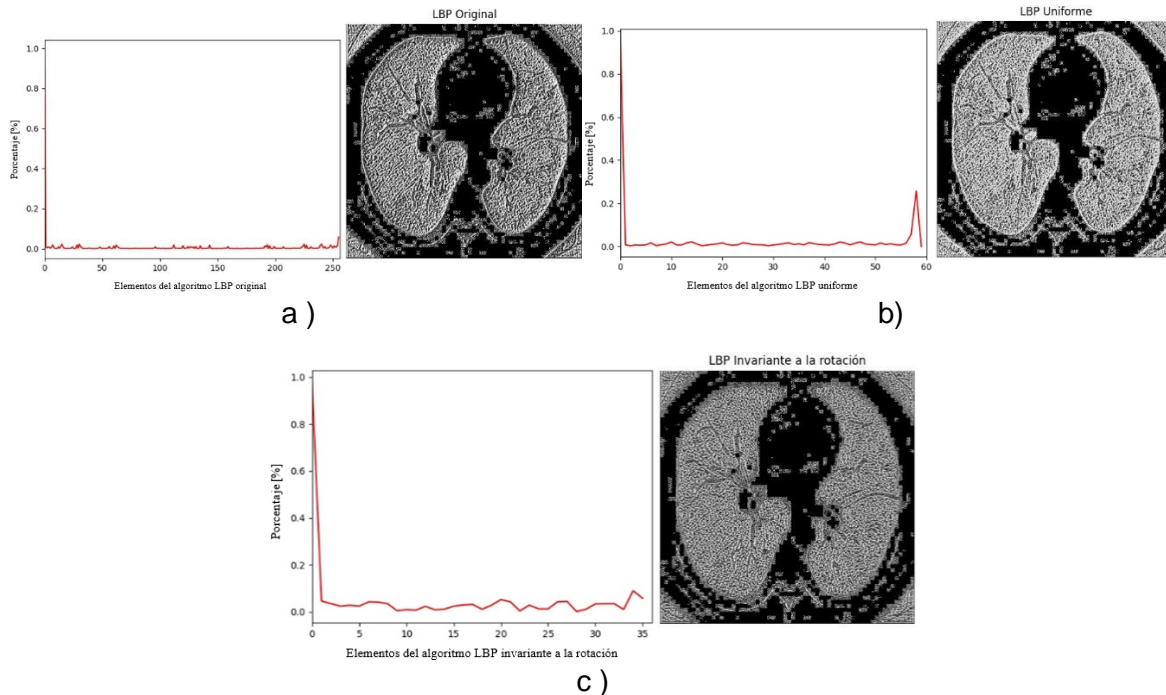 LBP Original
1.0
0.8
0.6
0.4
0.2
0.0
Porcentaje [%]
0 50 100 150 200 250
Elementos del algoritmo LBP original
a )
LBP Uniforme
1.0
0.8
0.6
0.4
0.2
0.0
Porcentaje [%]
0 10 20 30 40 50 60
Elementos del algoritmo LBP uniforme
b)
LBP Invariante a la rotación
1.0
0.8
0.6
0.4
0.2
0.0
Porcentaje [%]
0 5 10 15 20 25 30 35
Elementos del algoritmo LBP invariante a la rotación
c )